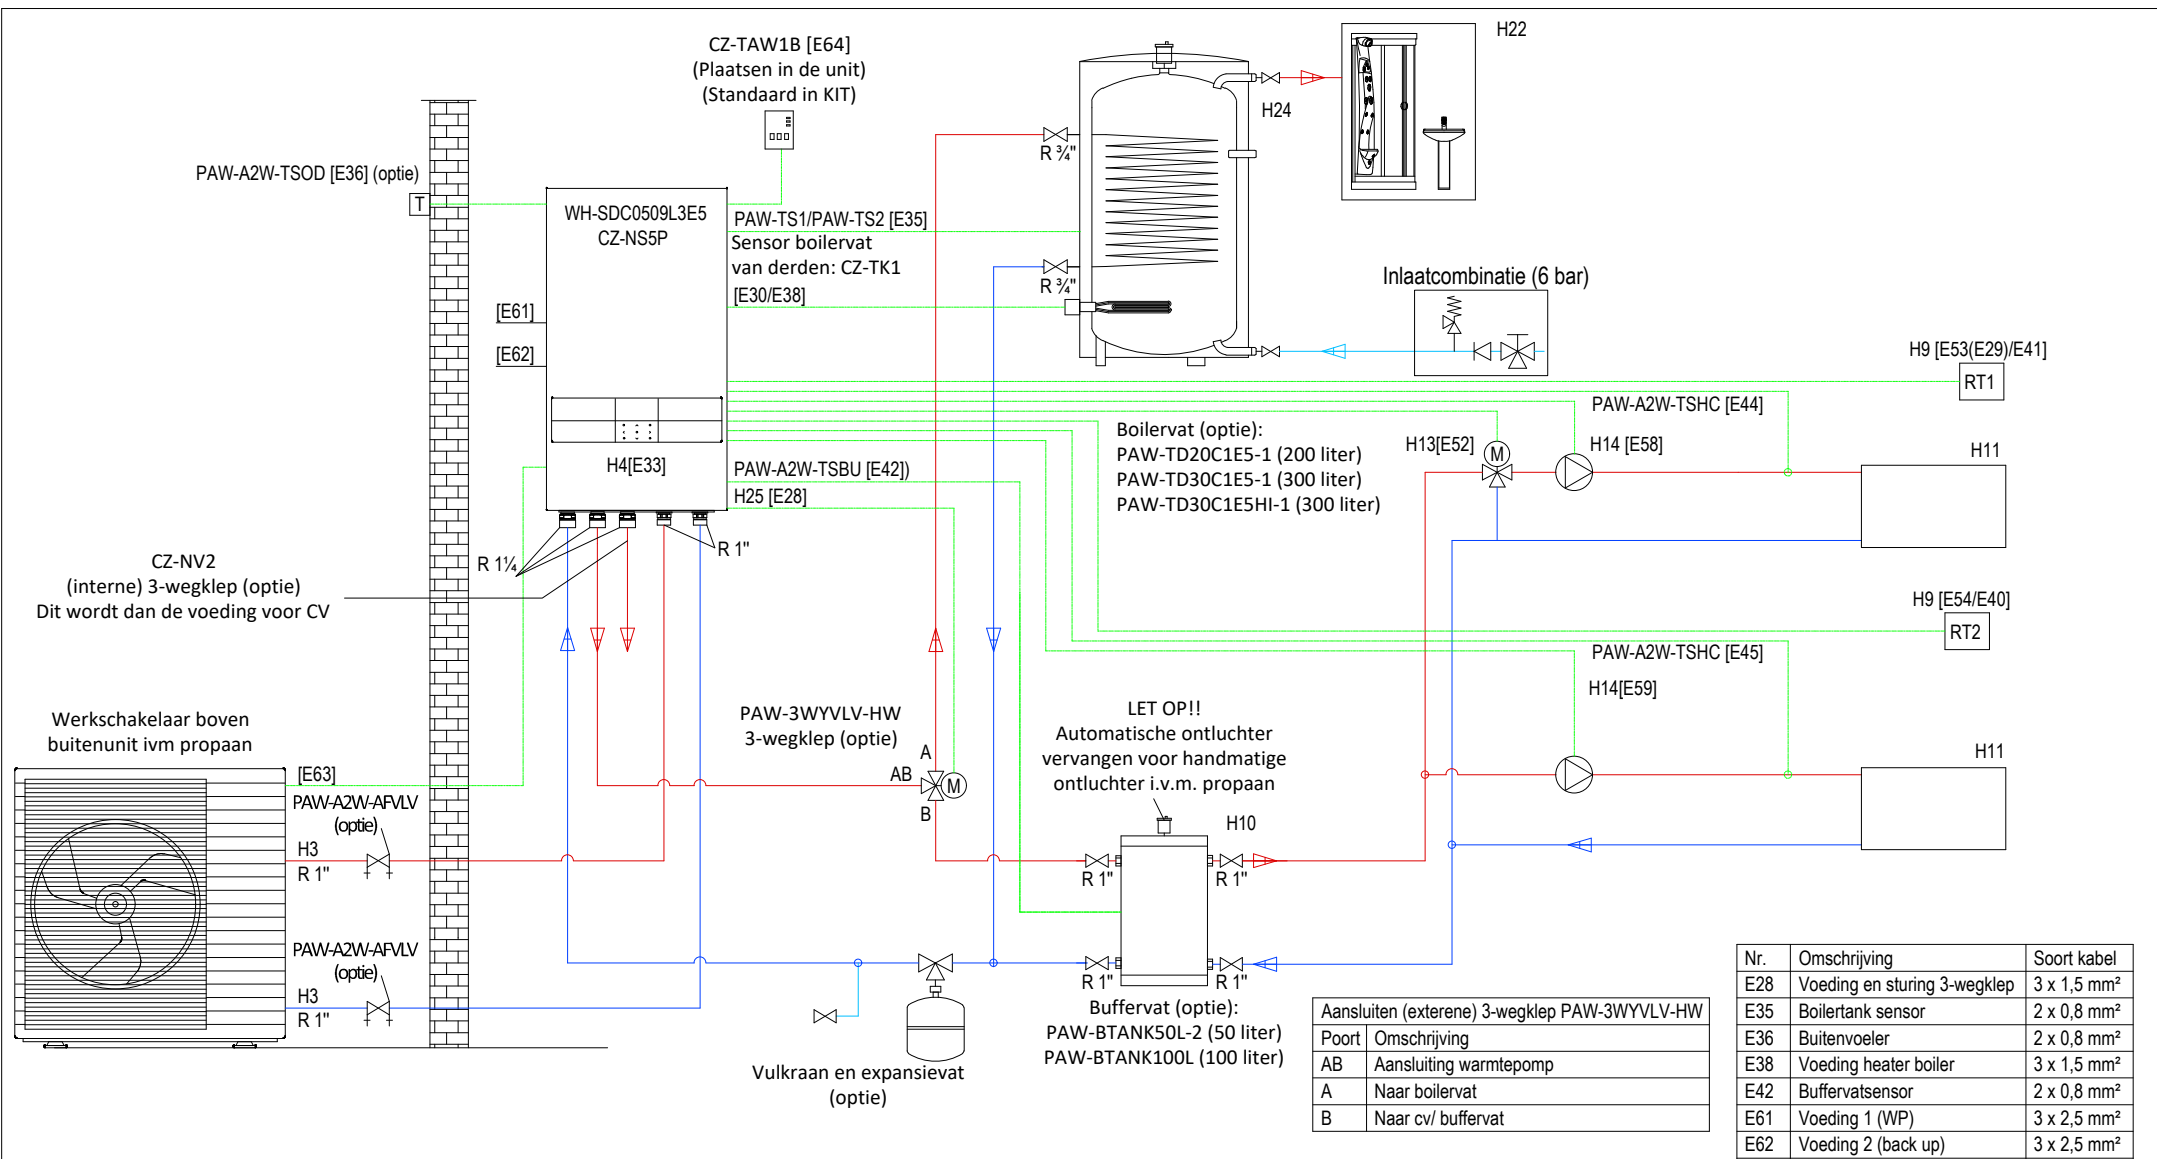 CZ-TAW1B [E64]
(Plaatsen in de unit)
(Standaard in KIT)
H22
H24
R ¾"
PAW-A2W-TSOD [E36] (optie)
T
WH-SDC0509L3E5
CZ-NS5P
PAW-TS1/PAW-TS2 [E35]
Sensor boilervat
van derden: CZ-TK1
R ¾"
[E30/E38]
[E61]
[E62]
Inlaatcombinatie (6 bar)
H9 [E53(E29)/E41]
RT1
PAW-A2W-TSHC [E44]
Boilervat (optie):
PAW-TD20C1E5-1 (200 liter)
PAW-TD30C1E5-1 (300 liter)
PAW-TD30C1E5HI-1 (300 liter)
H13[E52]
M
H14 [E58]
H11
H4[E33]
PAW-A2W-TSBU [E42])
H25 [E28]
R 1¼
R 1"
CZ-NV2
(interne) 3-wegklep (optie)
Dit wordt dan de voeding voor CV
H9 [E54/E40]
RT2
PAW-A2W-TSHC [E45]
H14[E59]
H11
Werkschakelaar boven
buitenunit ivm propaan
PAW-3WYVLV-HW
3-wegklep (optie)
A
AB
M
B
LET OP!!
Automatische ontluchter
vervangen voor handmatige
ontluchter i.v.m. propaan
H10
[E63]
PAW-A2W-AFVLV
(optie)
H3
R 1"
R 1"
R 1"
PAW-A2W-AFVLV
(optie)
H3
R 1"
R 1"
R 1"
Buffervat (optie):
PAW-BTANK50L-2 (50 liter)
PAW-BTANK100L (100 liter)
Vulkraan en expansievat
(optie)
Aansluiten (exterene) 3-wegklep PAW-3WYVLV-HW
Poort Omschrijving
AB Aansluiting warmtepomp
A Naar boilervat
B Naar cv/ buffervat
Nr. Omschrijving Soort kabel
E28 Voeding en sturing 3-wegklep 3 x 1,5 mm²
E35 Boilertank sensor 2 x 0,8 mm²
E36 Buitenvoeler 2 x 0,8 mm²
E38 Voeding heater boiler 3 x 1,5 mm²
E42 Buffervatsensor 2 x 0,8 mm²
E61 Voeding 1 (WP) 3 x 2,5 mm²
E62 Voeding 2 (back up) 3 x 2,5 mm²